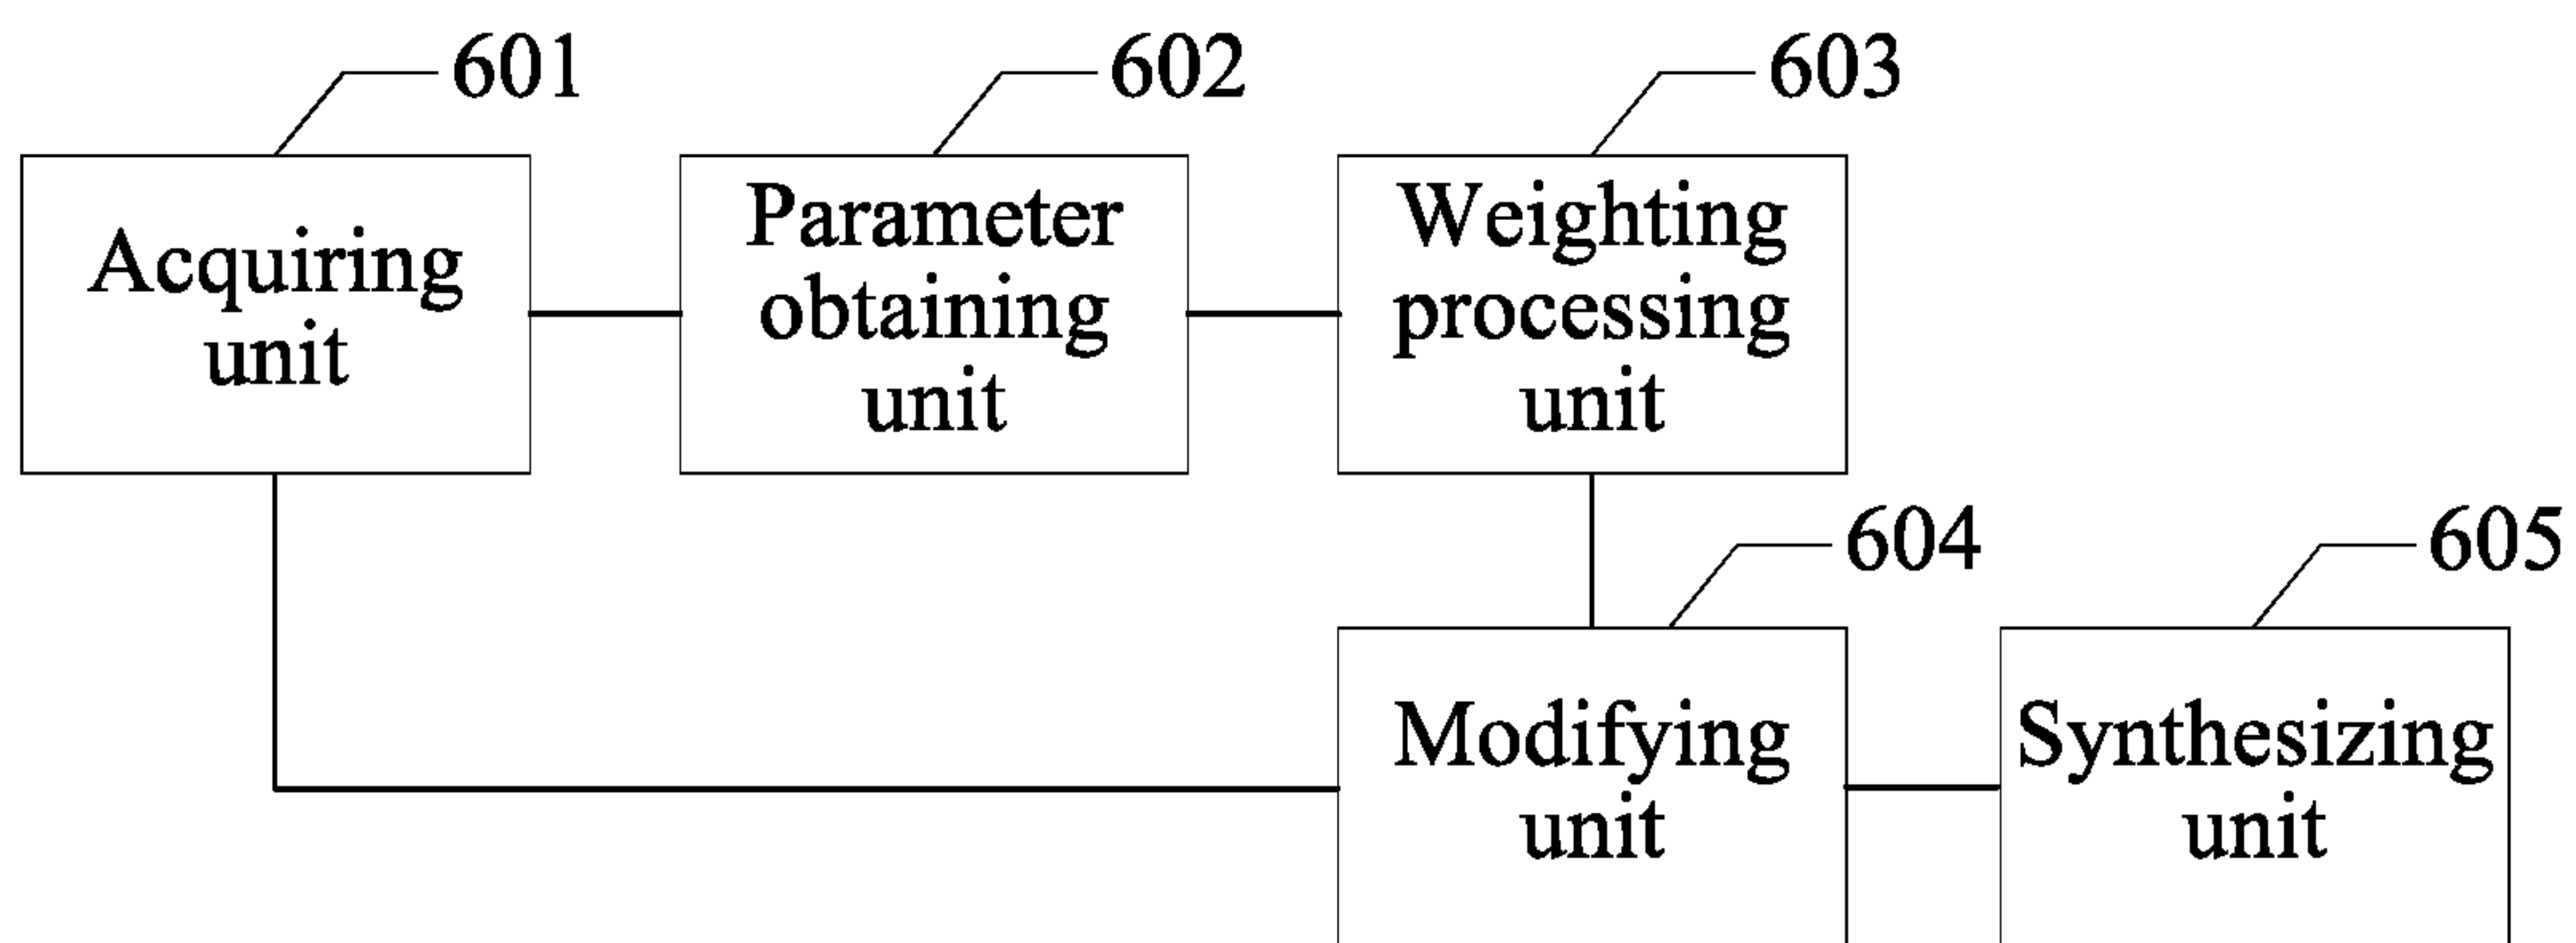 601
602
603
Acquiring
unit
Parameter
obtaining
unit
Weighting
processing
unit
604
605
Modifying
unit
Synthesizing
unit